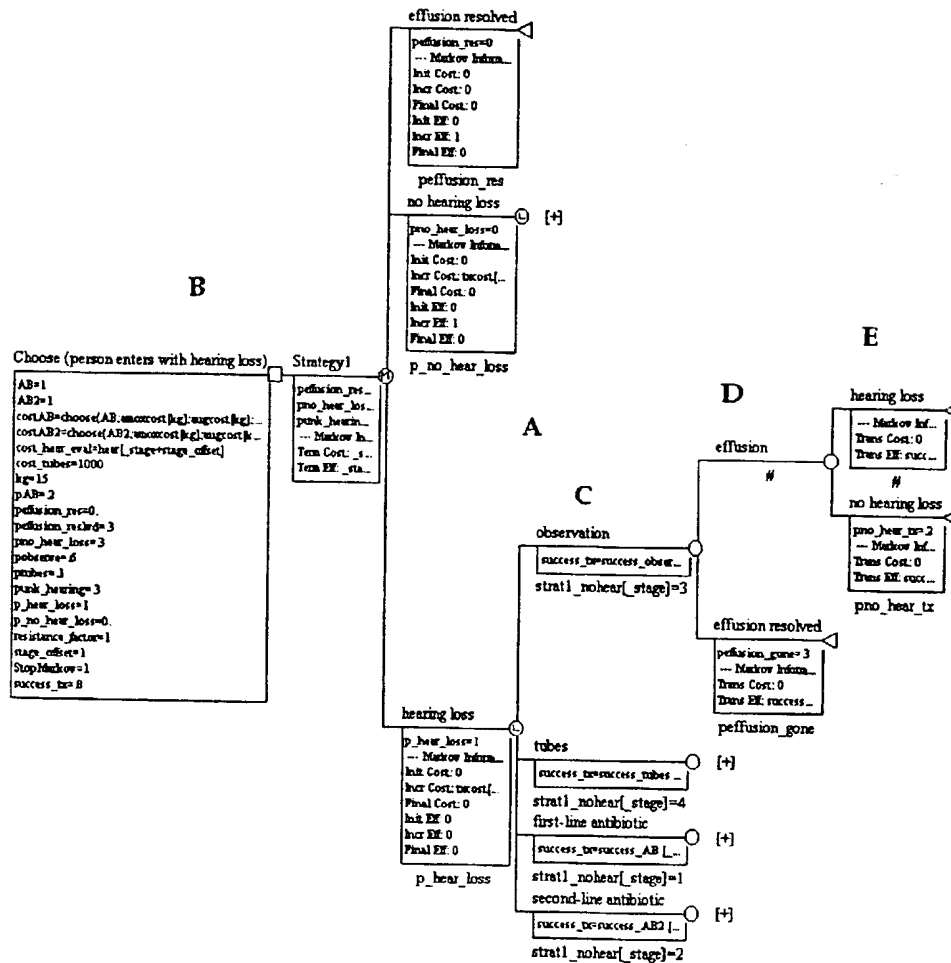 effusion resolved
peffusion_res=0
--- Markov Informa...
Init Cost: 0
Incr Cost: 0
Final Cost: 0
Init Eff: 0
Incr Eff: 1
Final Eff: 0
peffusion_res
no hearing loss
[+]
pno_hear_loss=0
--- Markov Informa...
Init Cost: 0
Incr Cost: txcost[...
Final Cost: 0
Init Eff: 0
Incr Eff: 1
Final Eff: 0
p_no_hear_loss
B
Choose (person enters with hearing loss)
AB=1
AB2=1
costAB=choose(AB;amoxcost[kg];augcost[kg];...
costAB2=choose(AB2;amoxcost[kg];augcost[k...
cost_hear_eval=hear[_stage+stage_offset]
cost_tubes=1000
kg=15
pAB=.2
peffusion_res=0.
peffusion_reslvd=.3
pno_hear_loss=.3
pobserve=.6
ptubes=.1
punk_hearing=.3
p_hear_loss=1
p_no_hear_loss=0.
resistance_factor=1
stage_offset=1
StopMarkov=1
success_tx=.8
Strategy1
peffusion_res...
pno_hear_los...
punk_hearin...
--- Markov In...
Term Cost: _s...
Term Eff: _sta...
M
hearing loss
p_hear_loss=1
--- Markov Informa...
Init Cost: 0
Incr Cost: txcost[...
Final Cost: 0
Init Eff: 0
Incr Eff: 0
Final Eff: 0
p_hear_loss
A
C
observation
success_tx=success_obser...
strat1_nohear[_stage]=3
D
effusion
#
E
hearing loss
--- Markov Inf...
Trans Cost: 0
Trans Eff: succ...
#
no hearing loss
pno_hear_tx=.2
--- Markov Inf...
Trans Cost: 0
Trans Eff: succ...
pno_hear_tx
effusion resolved
peffusion_gone=.3
--- Markov Informa...
Trans Cost: 0
Trans Eff: success...
peffusion_gone
tubes
[+]
success_tx=success_tubes ...
strat1_nohear[_stage]=4
first-line antibiotic
[+]
success_tx=success_AB [_...
strat1_nohear[_stage]=1
second-line antibiotic
[+]
success_tx=success_AB2 [...
strat1_nohear[_stage]=2